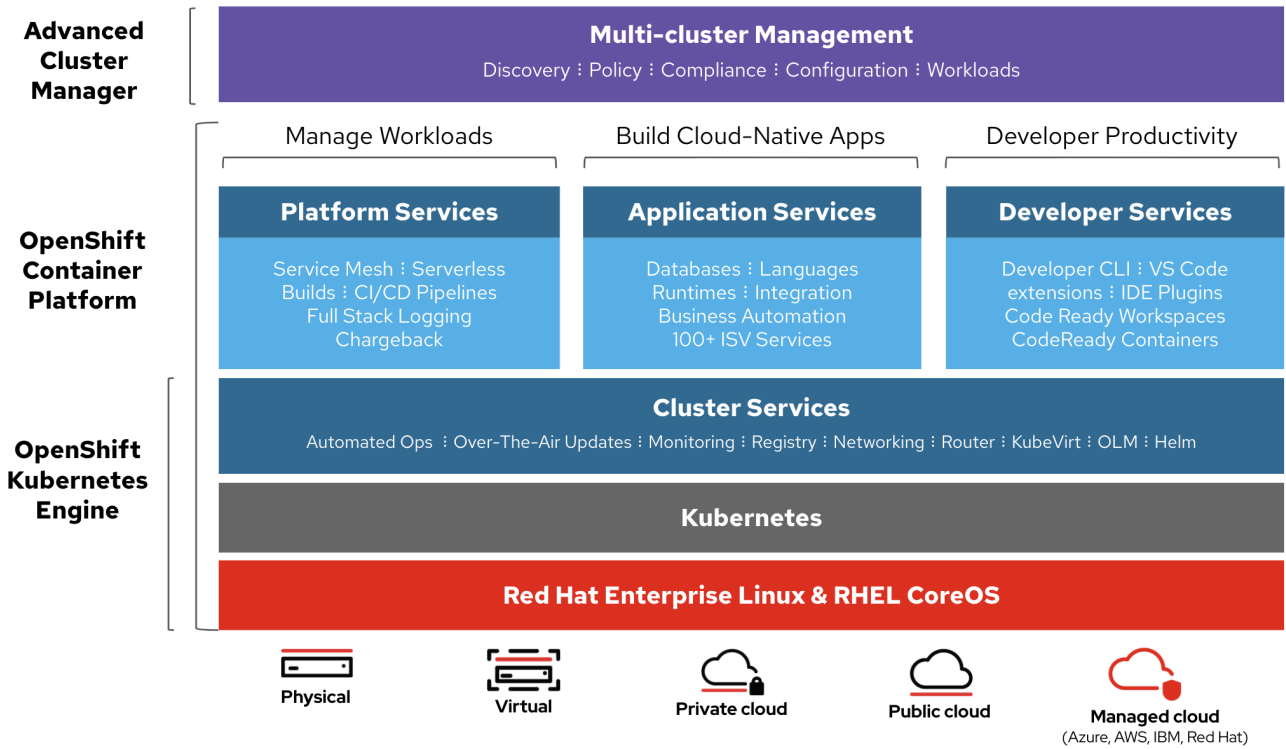 Advanced
Cluster
Manager
Multi-cluster Management
Discovery ⋮ Policy ⋮ Compliance ⋮ Configuration ⋮ Workloads
OpenShift
Container
Platform
Manage Workloads
Platform Services
Service Mesh ⋮ Serverless
Builds ⋮ CI/CD Pipelines
Full Stack Logging
Chargeback
Build Cloud-Native Apps
Application Services
Databases ⋮ Languages
Runtimes ⋮ Integration
Business Automation
100+ ISV Services
Developer Productivity
Developer Services
Developer CLI ⋮ VS Code
extensions ⋮ IDE Plugins
Code Ready Workspaces
CodeReady Containers
OpenShift
Kubernetes
Engine
Cluster Services
Automated Ops ⋮ Over-The-Air Updates ⋮ Monitoring ⋮ Registry ⋮ Networking ⋮ Router ⋮ KubeVirt ⋮ OLM ⋮ Helm
Kubernetes
Red Hat Enterprise Linux & RHEL CoreOS
Physical
Virtual
Private cloud
Public cloud
Managed cloud
(Azure, AWS, IBM, Red Hat)